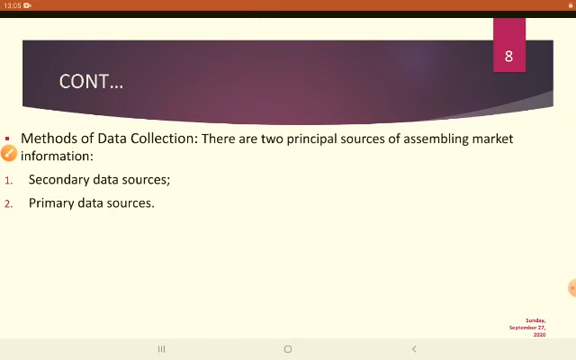 13:05
8
CONT...
▪ Methods of Data Collection: There are two principal sources of assembling market
information:
1. Secondary data sources;
2. Primary data sources.
Sunday,
September 27,
2020